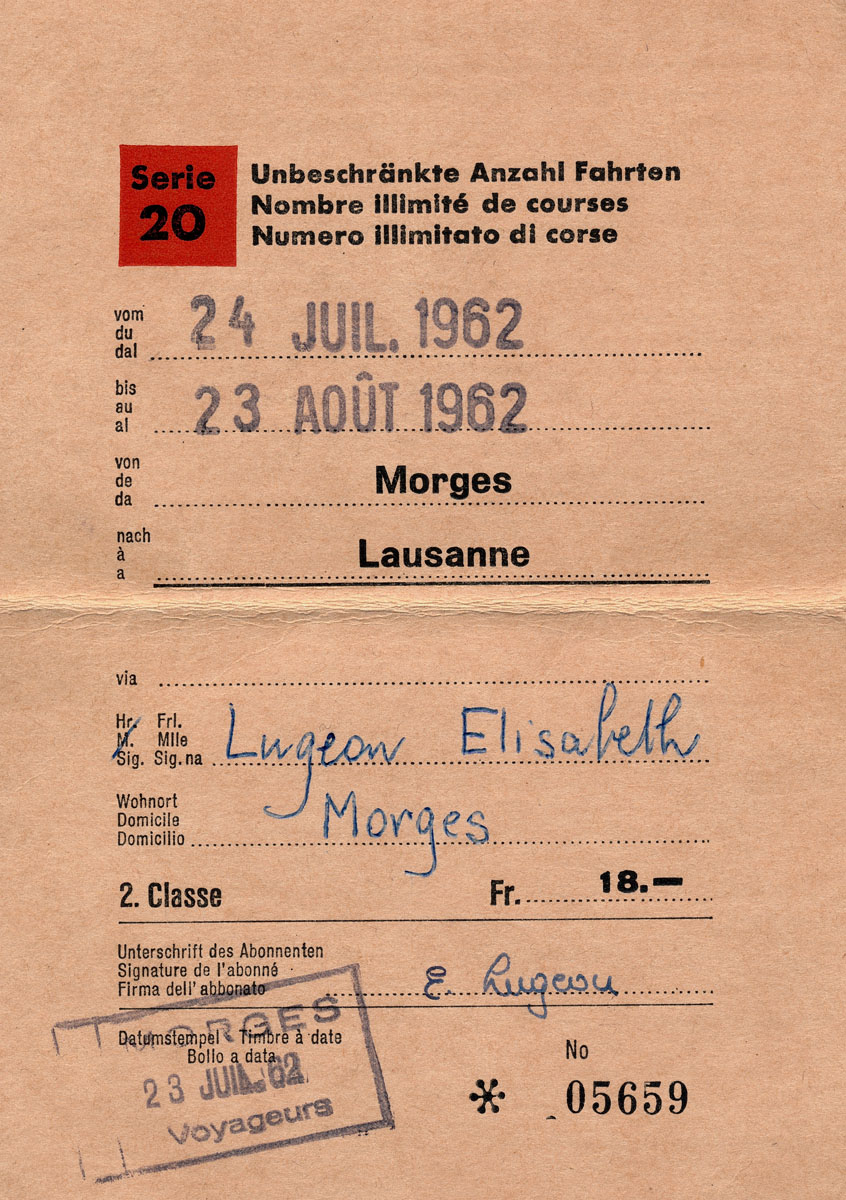 Serie
20
Unbeschränkte Anzahl Fahrten
Nombre illimité de courses
Numero illimitato di corse
vom
du
dal
24 JUIL. 1962
bis
au
al
23 AOÛT 1962
von
de
da
Morges
nach
à
a
Lausanne
via
Hr. Frl.
M. Mlle
Sig. Sig.na
Lugeon Elisabeth
Wohnort
Domicile
Domicilio
Morges
2. Classe Fr. 18.—
Unterschrift des Abonnenten
Signature de l'abonné
Firma dell' abbonato
E. Lugeon
MORGES
Datumstempel - Timbre à date
Bollo a data
23 JUIL. 62
Voyageurs
No
* 05659